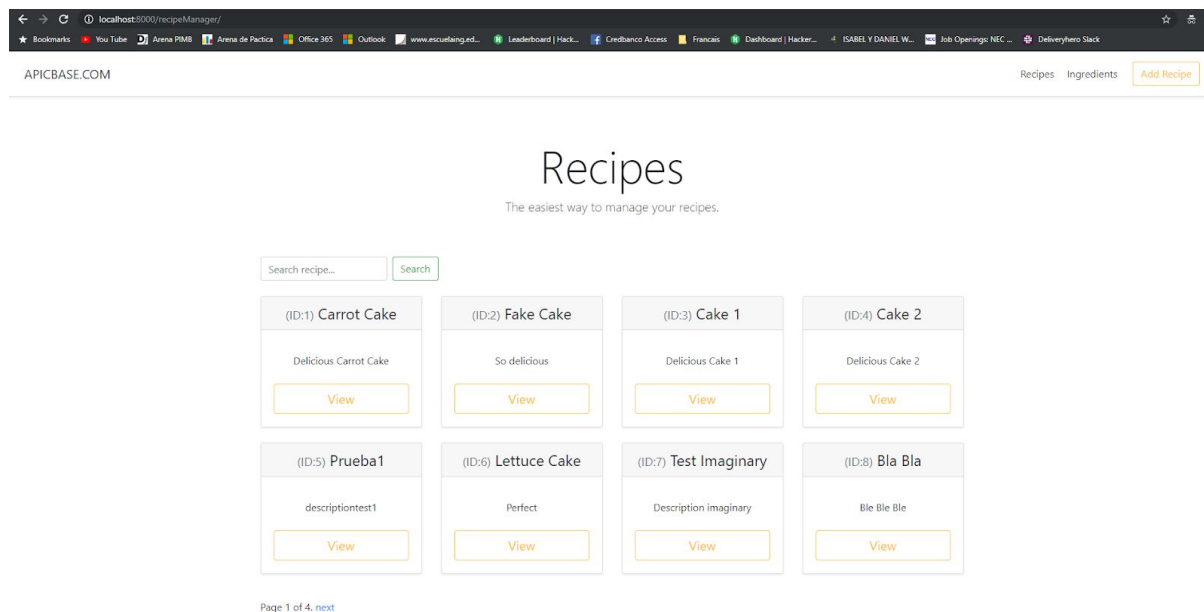 localhost:8000/recipeManager/
Bookmarks You Tube Arena PIMB Arena de Pactica Office 365 Outlook www.escuelaing.ed... Leaderboard | Hack... Credbanco Access Francais Dashboard | Hacker... ISABEL Y DANIEL W... Job Openings: NEC ... Deliveryhero Slack
APICBASE.COM Recipes Ingredients Add Recipe
Recipes
The easiest way to manage your recipes.
Search recipe... Search
(ID:1) Carrot Cake (ID:2) Fake Cake (ID:3) Cake 1 (ID:4) Cake 2
Delicious Carrot Cake So delicious Delicious Cake 1 Delicious Cake 2
View View View View
(ID:5) Prueba1 (ID:6) Lettuce Cake (ID:7) Test Imaginary (ID:8) Bla Bla
descriptiontest1 Perfect Description imaginary Ble Ble Ble
View View View View
Page 1 of 4. next